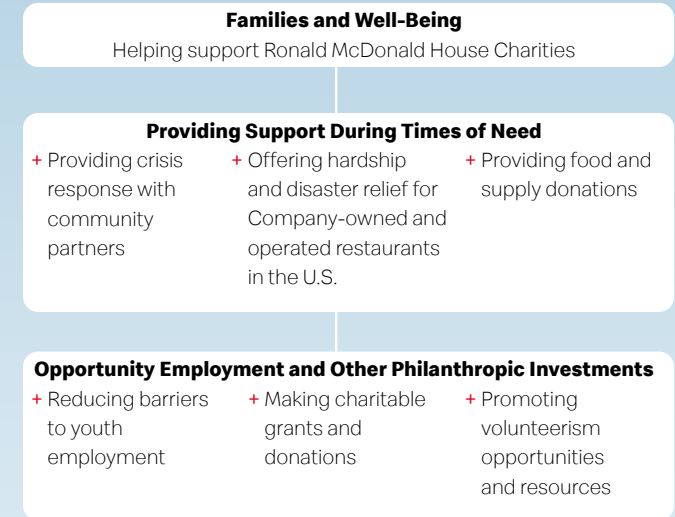 Families and Well-Being
Helping support Ronald McDonald House Charities
Providing Support During Times of Need
+ Providing crisis
response with
community
partners
+ Offering hardship
and disaster relief for
Company-owned and
operated restaurants
in the U.S.
+ Providing food and
supply donations
Opportunity Employment and Other Philanthropic Investments
+ Reducing barriers
to youth
employment
+ Making charitable
grants and
donations
+ Promoting
volunteerism
opportunities
and resources